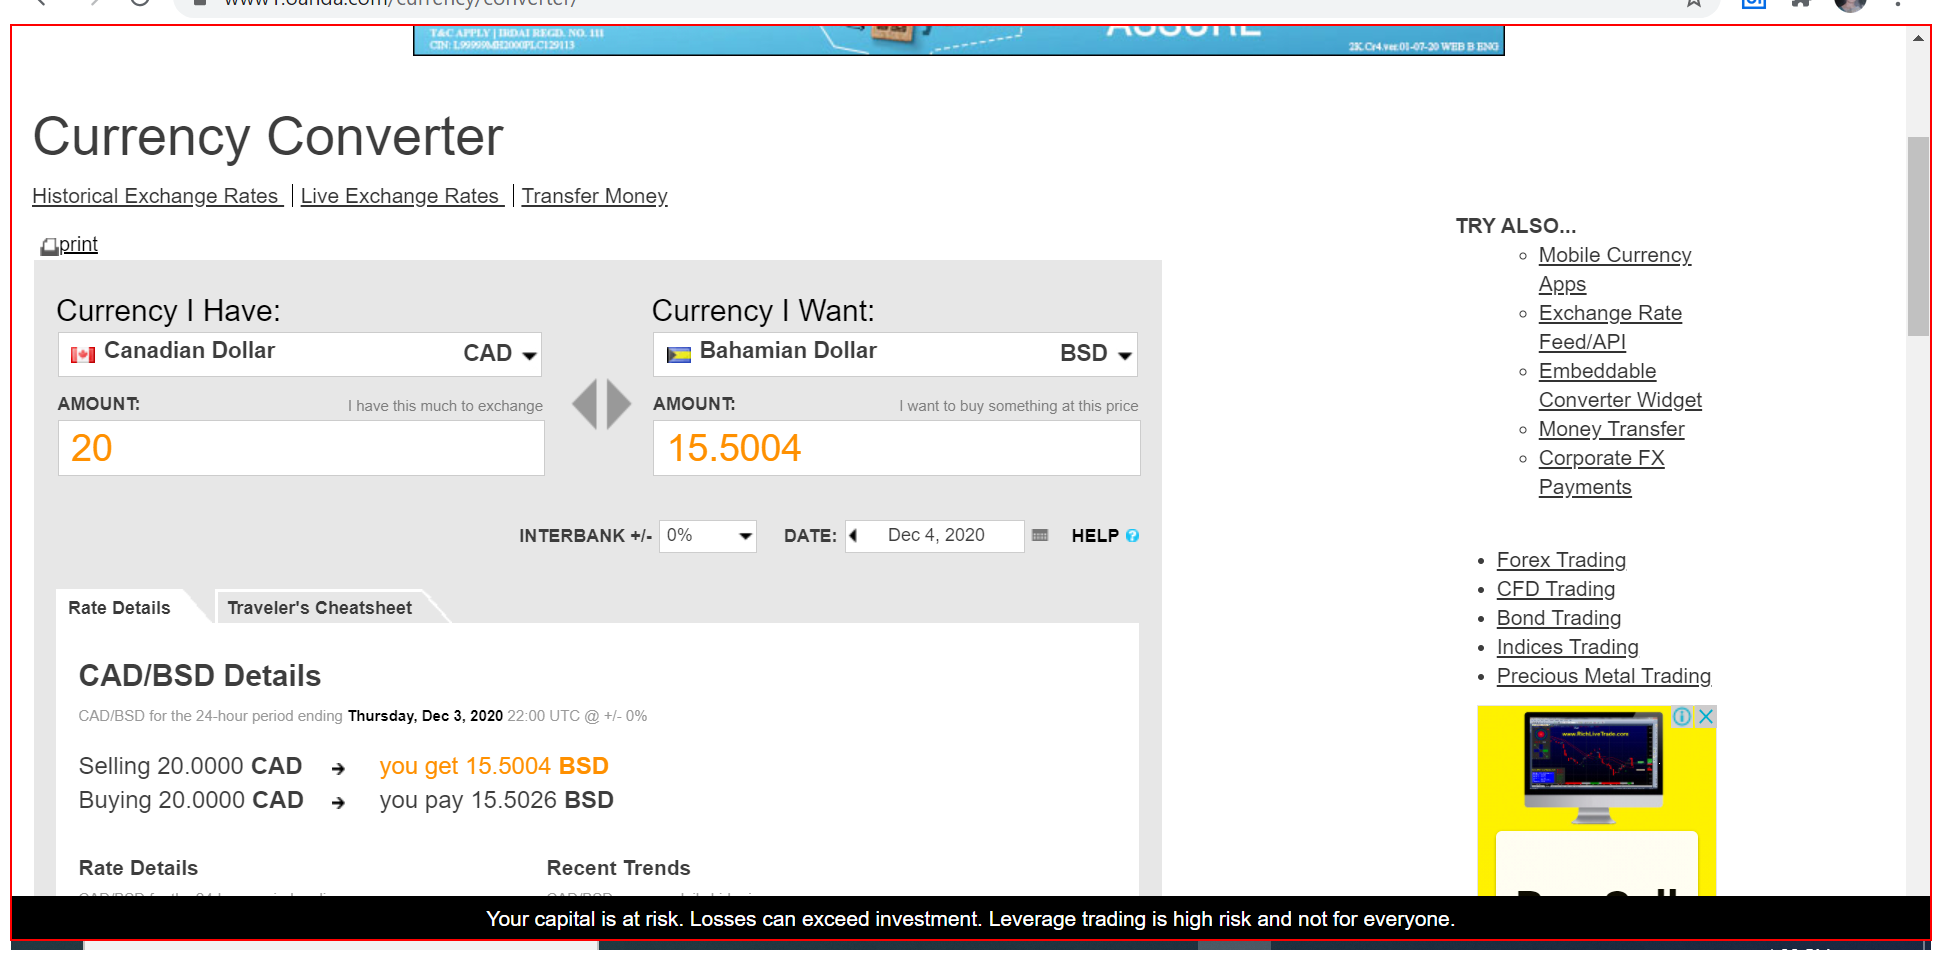 T&C APPLY | IRDAI REGD. NO. 111
CIN: L99999MH2000PLC129113
2K.Cr4.ver.01-07-20 WEB B ENG
Currency Converter
Historical Exchange Rates | Live Exchange Rates | Transfer Money
print
Currency I Have:
Canadian Dollar CAD
AMOUNT: I have this much to exchange
20
Currency I Want:
Bahamian Dollar BSD
AMOUNT: I want to buy something at this price
15.5004
INTERBANK +/- 0% DATE: Dec 4, 2020 HELP ?
Rate Details Traveler's Cheatsheet
CAD/BSD Details
CAD/BSD for the 24-hour period ending Thursday, Dec 3, 2020 22:00 UTC @ +/- 0%
Selling 20.0000 CAD → you get 15.5004 BSD
Buying 20.0000 CAD → you pay 15.5026 BSD
Rate Details Recent Trends
TRY ALSO...
Mobile Currency
Apps
Exchange Rate
Feed/API
Embeddable
Converter Widget
Money Transfer
Corporate FX
Payments
Forex Trading
CFD Trading
Bond Trading
Indices Trading
Precious Metal Trading
www.RichLiveTrade.com
Your capital is at risk. Losses can exceed investment. Leverage trading is high risk and not for everyone.